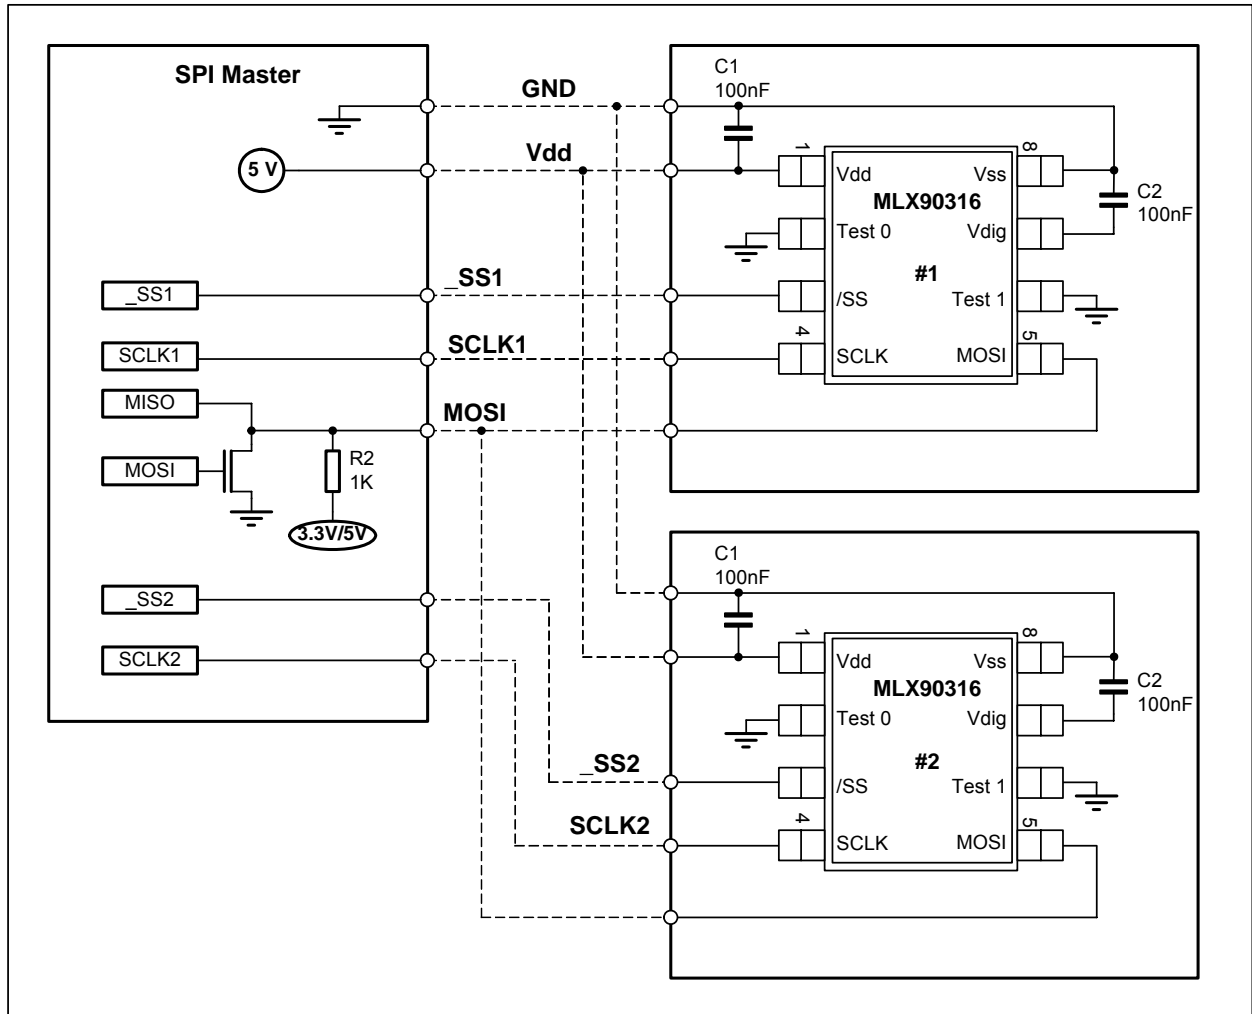 SPI Master
GND
Vdd
5 V
_SS1
_SS1
SCLK1
SCLK1
MISO
MOSI
MOSI
R2
1K
3.3V/5V
_SS2
SCLK2
_SS2
SCLK2
C1
100nF
1
8
Vdd
Vss
MLX90316
C2
100nF
Test 0
Vdig
#1
/SS
Test 1
4
5
SCLK
MOSI
C1
100nF
1
8
Vdd
Vss
MLX90316
C2
100nF
Test 0
Vdig
#2
/SS
Test 1
4
5
SCLK
MOSI